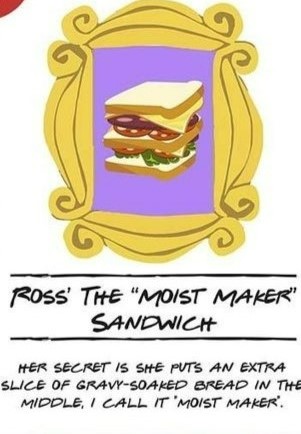 ROSS' THE "MOIST MAKER"
SANDWICH
HER SECRET IS SHE PUTS AN EXTRA
SLICE OF GRAVY-SOAKED BREAD IN THE
MIDDLE, I CALL IT "MOIST MAKER".